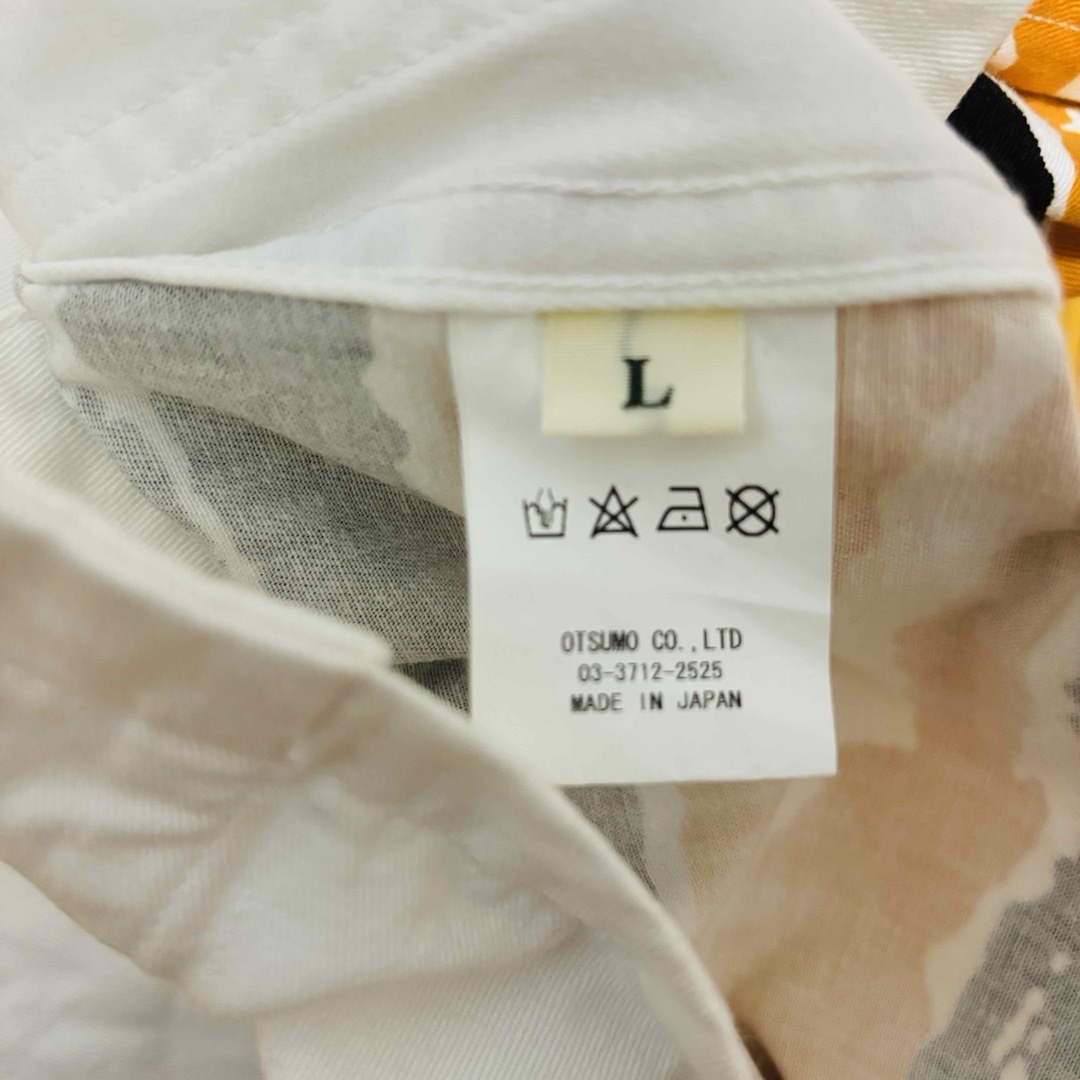 L
OTSUMO CO.,LTD
03-3712-2525
MADE IN JAPAN